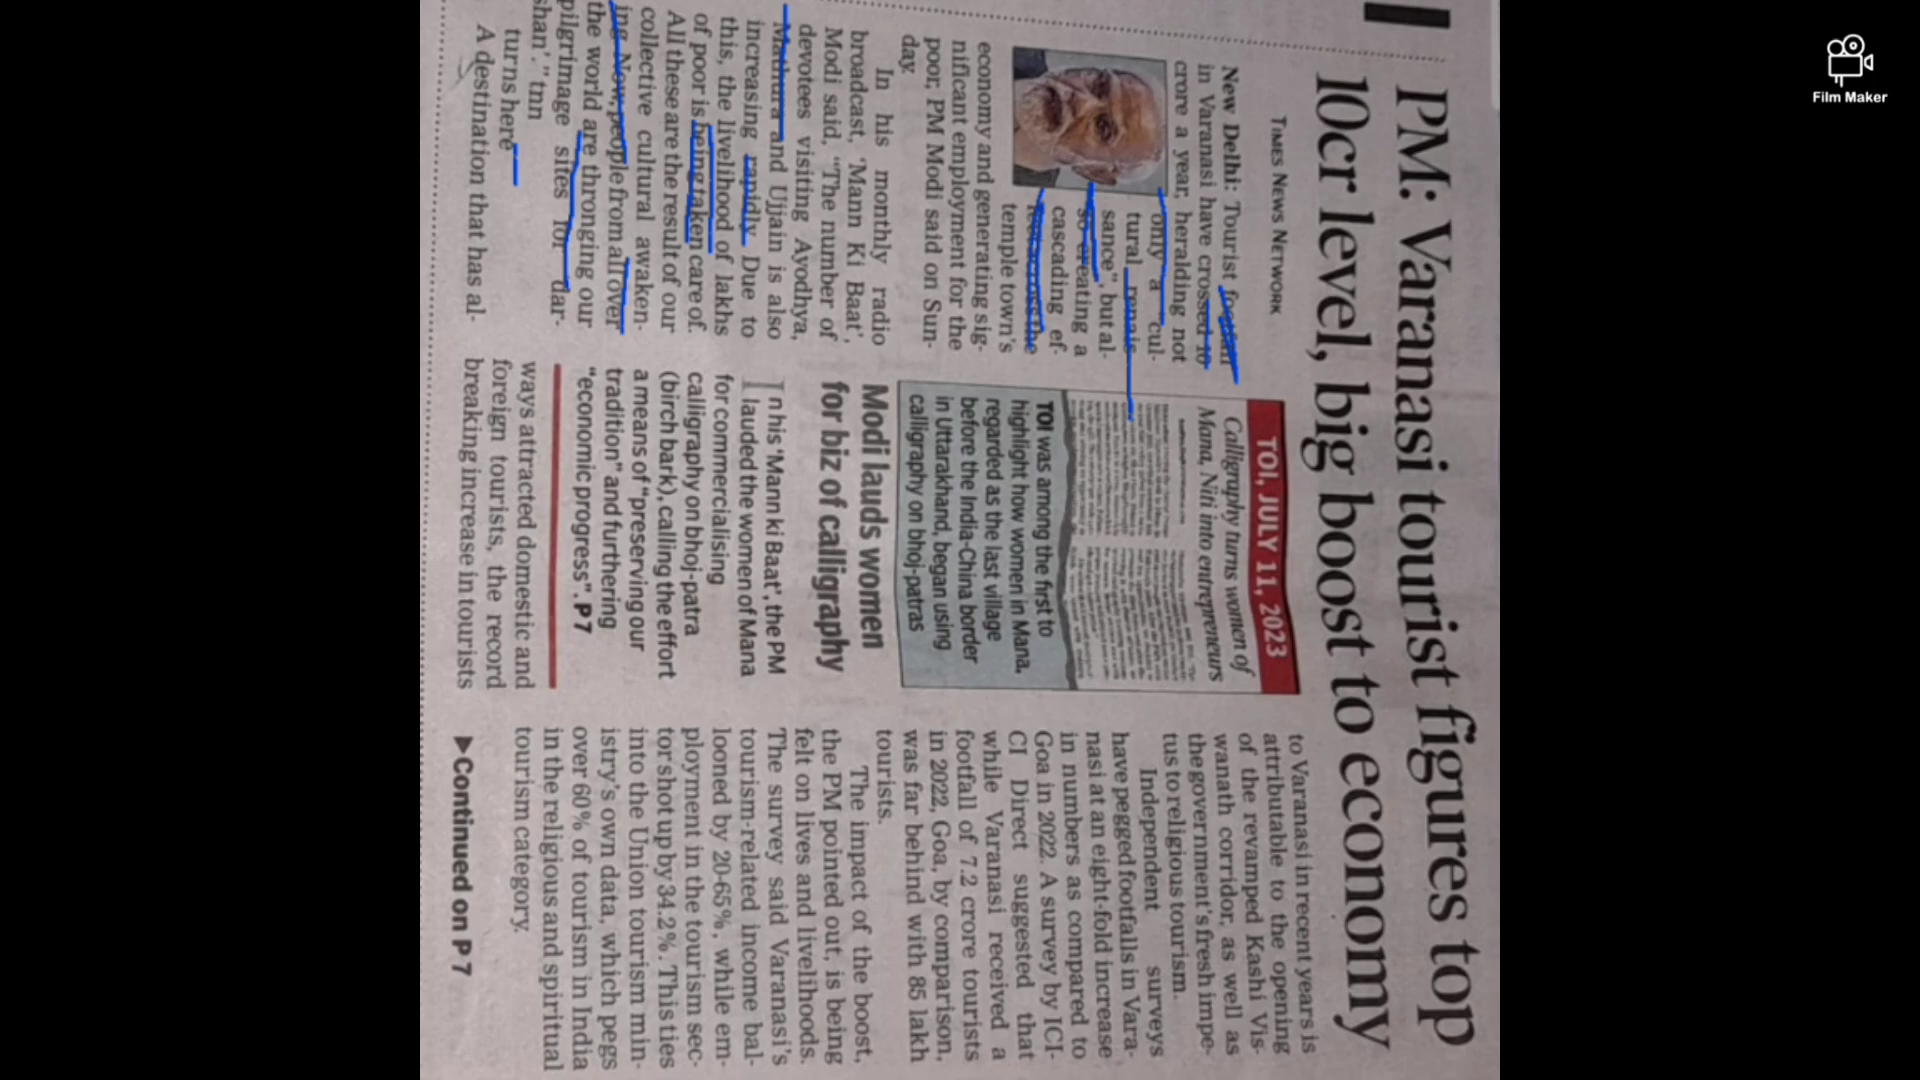 PM: Varanasi tourist figures top
10cr level, big boost to economy
TIMES NEWS NETWORK
New Delhi: Tourist footfall
in Varanasi have crossed 10
crore a year, heralding not
only "a cul-
tural renais-
sance", but al-
so creating a
cascading ef-
fect across the
temple town's
economy and generating sig-
nificant employment for the
poor, PM Modi said on Sun-
day.
In his monthly radio
broadcast, 'Mann Ki Baat',
Modi said, "The number of
devotees visiting Ayodhya,
Mathura and Ujjain is also
increasing rapidly. Due to
this, the livelihood of lakhs
of poor is being taken care of.
All these are the result of our
collective cultural awaken-
ing. Now, people from all over
the world are thronging our
pilgrimage sites for 'dar-
shan'." tnn
turns here
A destination that has al-
TOI, JULY 11, 2023
Calligraphy turns women of
Mana, Niti into entrepreneurs
TOI was among the first to
highlight how women in Mana,
regarded as the last village
before the India-China border
in Uttarakhand, began using
calligraphy on bhoj-patras
Modi lauds women
for biz of calligraphy
In his 'Mann ki Baat', the PM
lauded the women of Mana
for commercialising
calligraphy on bhoj-patra
(birch bark), calling the effort
a means of "preserving our
tradition" and furthering
"economic progress". P7
ways attracted domestic and
foreign tourists, the record
breaking increase in tourists
to Varanasi in recent years is
attributable to the opening
of the revamped Kashi Vis-
wanath corridor, as well as
the government's fresh impe-
tus to religious tourism.
Independent surveys
have pegged footfalls in Vara-
nasi at an eight-fold increase
in numbers as compared to
Goa in 2022. A survey by ICI-
CI Direct suggested that
while Varanasi received a
footfall of 7.2 crore tourists
in 2022, Goa, by comparison,
was far behind with 85 lakh
tourists.
The impact of the boost,
the PM pointed out, is being
felt on lives and livelihoods.
The survey said Varanasi's
tourism-related income bal-
looned by 20-65%, while em-
ployment in the tourism sec-
tor shot up by 34.2%. This ties
into the Union tourism min-
istry's own data, which pegs
over 60% of tourism in India
in the religious and spiritual
tourism category.
▶Continued on P 7
Film Maker